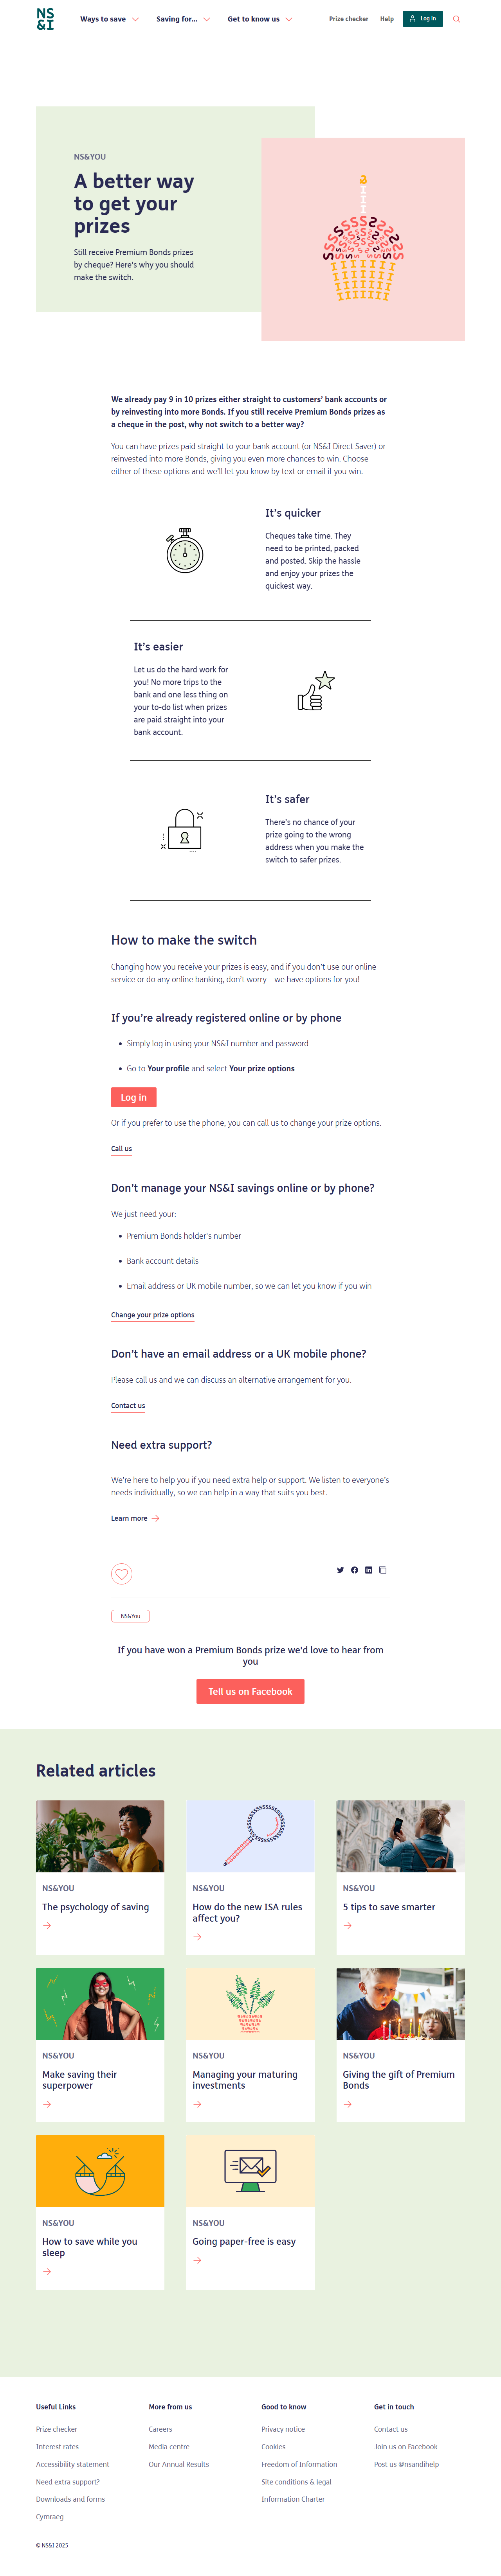 NS&I
Ways to save
Saving for...
Get to know us
Prize checker
Help
Log in
NS&YOU
A better way
to get your
prizes
Still receive Premium Bonds prizes
by cheque? Here's why you should
make the switch.
We already pay 9 in 10 prizes either straight to customers' bank accounts or
by reinvesting into more Bonds. If you still receive Premium Bonds prizes as
a cheque in the post, why not switch to a better way?
You can have prizes paid straight to your bank account (or NS&I Direct Saver) or
reinvested into more Bonds, giving you even more chances to win. Choose
either of these options and we'll let you know by text or email if you win.
It's quicker
Cheques take time. They
need to be printed, packed
and posted. Skip the hassle
and enjoy your prizes the
quickest way.
It's easier
Let us do the hard work for
you! No more trips to the
bank and one less thing on
your to-do list when prizes
are paid straight into your
bank account.
It's safer
There's no chance of your
prize going to the wrong
address when you make the
switch to safer prizes.
How to make the switch
Changing how you receive your prizes is easy, and if you don't use our online
service or do any online banking, don't worry – we have options for you!
If you're already registered online or by phone
• Simply log in using your NS&I number and password
• Go to Your profile and select Your prize options
Log in
Or if you prefer to use the phone, you can call us to change your prize options.
Call us
Don't manage your NS&I savings online or by phone?
We just need your:
• Premium Bonds holder's number
• Bank account details
• Email address or UK mobile number, so we can let you know if you win
Change your prize options
Don't have an email address or a UK mobile phone?
Please call us and we can discuss an alternative arrangement for you.
Contact us
Need extra support?
We're here to help you if you need extra help or support. We listen to everyone's
needs individually, so we can help in a way that suits you best.
Learn more
NS&You
If you have won a Premium Bonds prize we'd love to hear from
you
Tell us on Facebook
Related articles
NS&YOU
The psychology of saving
NS&YOU
How do the new ISA rules
affect you?
NS&YOU
5 tips to save smarter
NS&YOU
Make saving their
superpower
NS&YOU
Managing your maturing
investments
NS&YOU
Giving the gift of Premium
Bonds
NS&YOU
How to save while you
sleep
NS&YOU
Going paper-free is easy
Useful Links
Prize checker
Interest rates
Accessibility statement
Need extra support?
Downloads and forms
Cymraeg
More from us
Careers
Media centre
Our Annual Results
Good to know
Privacy notice
Cookies
Freedom of Information
Site conditions & legal
Information Charter
Get in touch
Contact us
Join us on Facebook
Post us @nsandihelp
© NS&I 2025